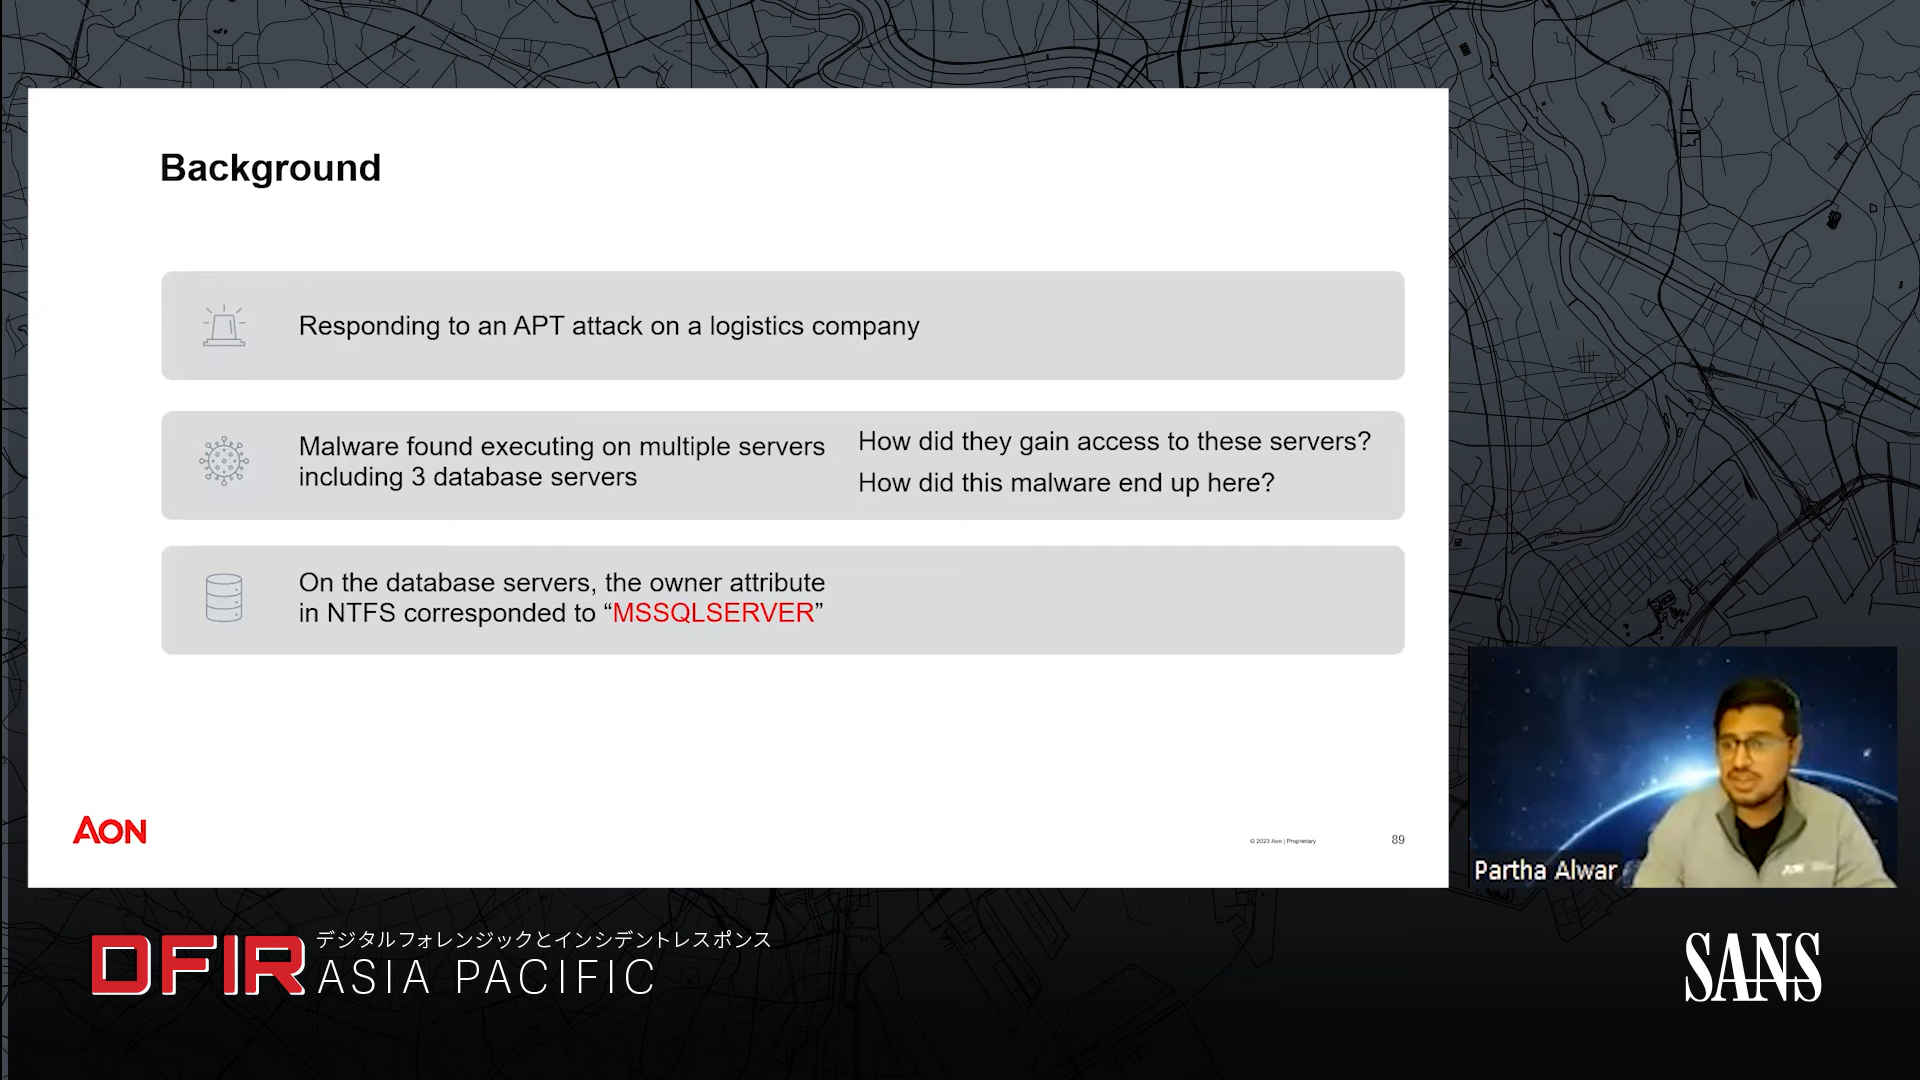 Background
Responding to an APT attack on a logistics company
Malware found executing on multiple servers
including 3 database servers
How did they gain access to these servers?
How did this malware end up here?
On the database servers, the owner attribute
in NTFS corresponded to “MSSQLSERVER”
AON
© 2023 Aon | Proprietary
89
Partha Alwar
DFIR
デジタルフォレンジックとインシデントレスポンス
ASIA PACIFIC
SANS